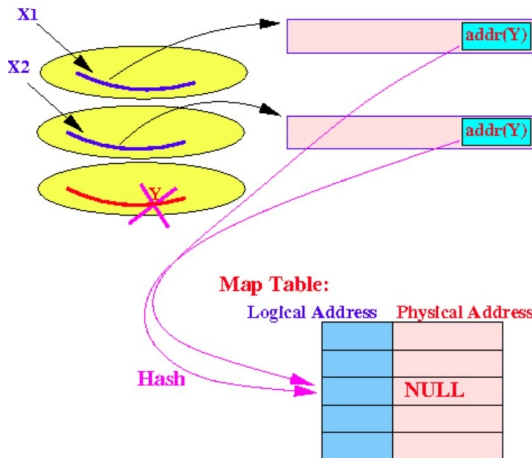 X1
addr(Y)
X2
addr(Y)
Y
Map Table:
Logical Address Physical Address
Hash
NULL